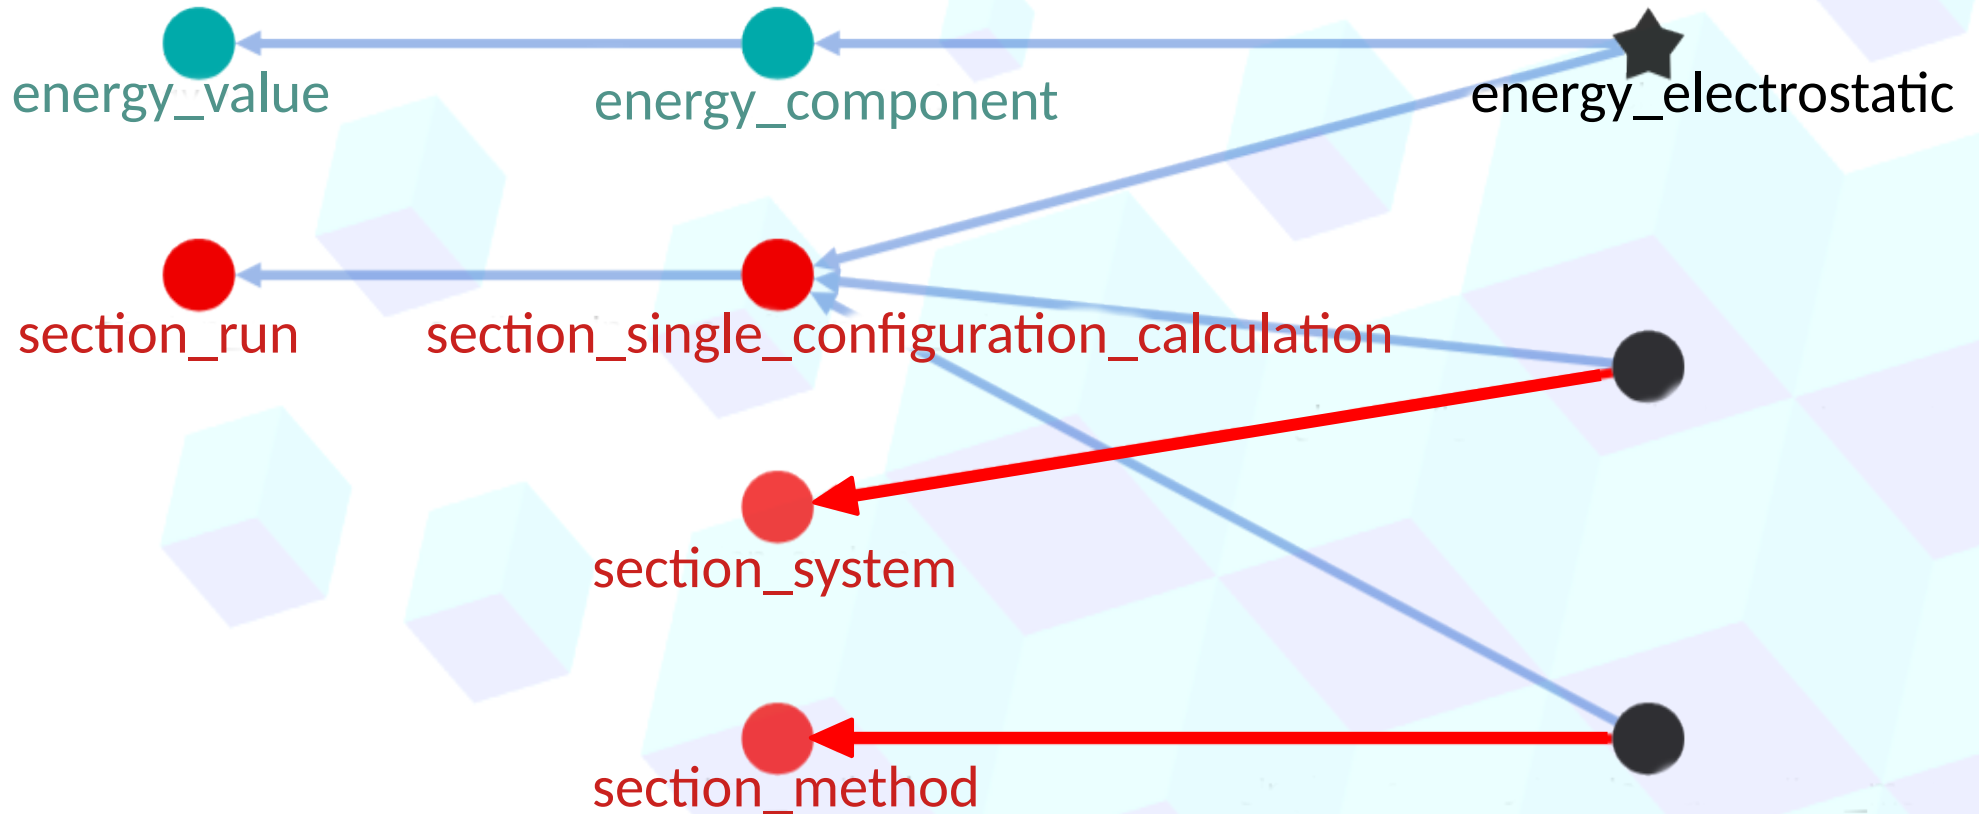 energy_value
energy_component
energy_electrostatic
section_run
section_single_configuration_calculation
section_system
section_method